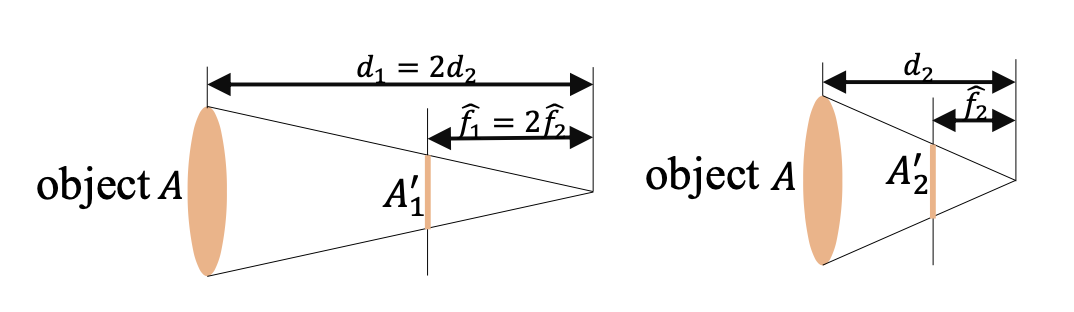 d₁ = 2d₂
f̂₁ = 2f̂₂
object A
A′₁
d₂
f̂₂
object A
A′₂